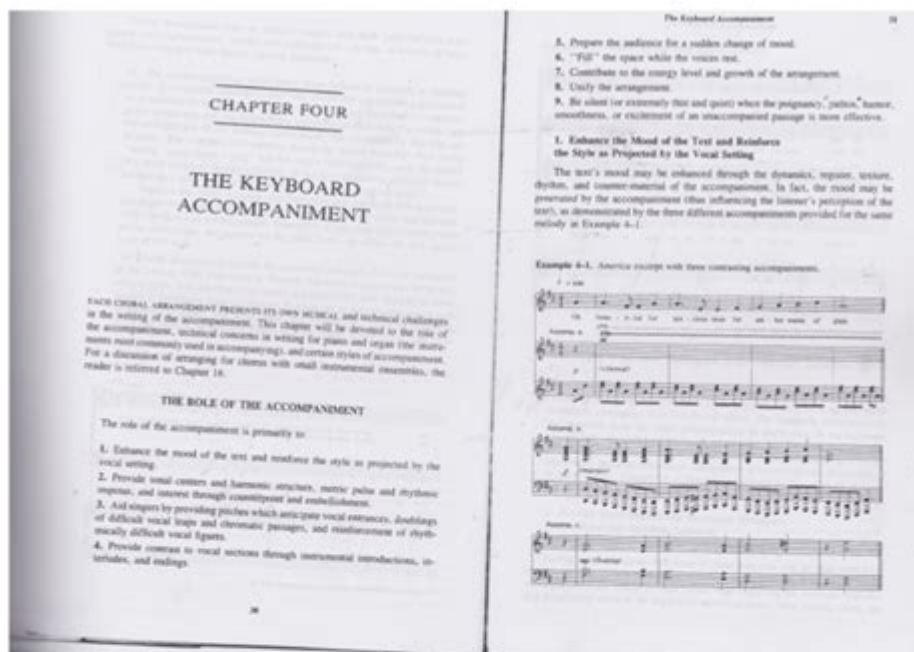 CHAPTER FOUR
THE KEYBOARD
ACCOMPANIMENT
EACH CHORAL ARRANGEMENT PRESENTS ITS OWN MUSICAL and technical challenges
in the writing of the accompaniment. This chapter will be devoted to the role of
the accompaniment, technical concerns in writing for piano and organ (the instru-
ments most commonly used in accompanying), and certain styles of accompaniment.
For a discussion of arranging for chorus with small instrumental ensembles, the
reader is referred to Chapter 16.
THE ROLE OF THE ACCOMPANIMENT
The role of the accompaniment is primarily to
1. Enhance the mood of the text and reinforce the style as projected by the
vocal setting.
2. Provide tonal centers and harmonic structure, metric pulse and rhythmic
impetus, and interest through counterpoint and embellishment.
3. Aid singers by providing pitches which anticipate vocal entrances, doublings
of difficult vocal leaps and chromatic passages, and reinforcement of rhyth-
mically difficult vocal figures.
4. Provide contrast to vocal sections through instrumental introductions, in-
terludes, and endings.
The Keyboard Accompaniment
5. Prepare the audience for a sudden change of mood.
6. "Fill" the space while the voices rest.
7. Contribute to the energy level and growth of the arrangement.
8. Unify the arrangement.
9. Be silent (or extremely thin and quiet) when the poignancy, pathos, humor,
smoothness, or excitement of an unaccompanied passage is more effective.
1. Enhance the Mood of the Text and Reinforce
the Style as Projected by the Vocal Setting
The text's mood may be enhanced through the dynamics, register, texture,
rhythm, and counter-material of the accompaniment. In fact, the mood may be
generated by the accompaniment (thus influencing the listener's perception of the
text), as demonstrated by the three different accompaniments provided for the same
melody in Example 4-1.
Example 4-1. America excerpt with three contrasting accompaniments.